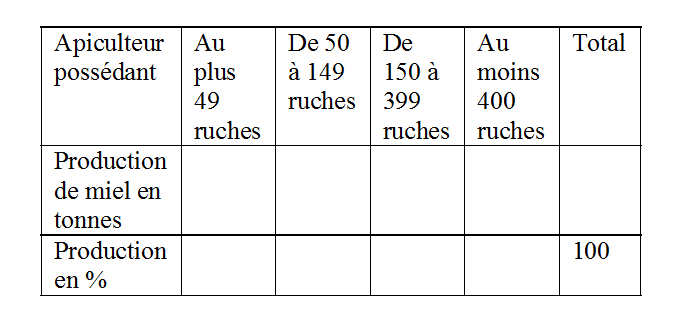 Apiculteur possédant Au plus 49 ruches De 50 à 149 ruches De 150 à 399 ruches Au moins 400 ruches Total
Production de miel en tonnes
Production en % 100